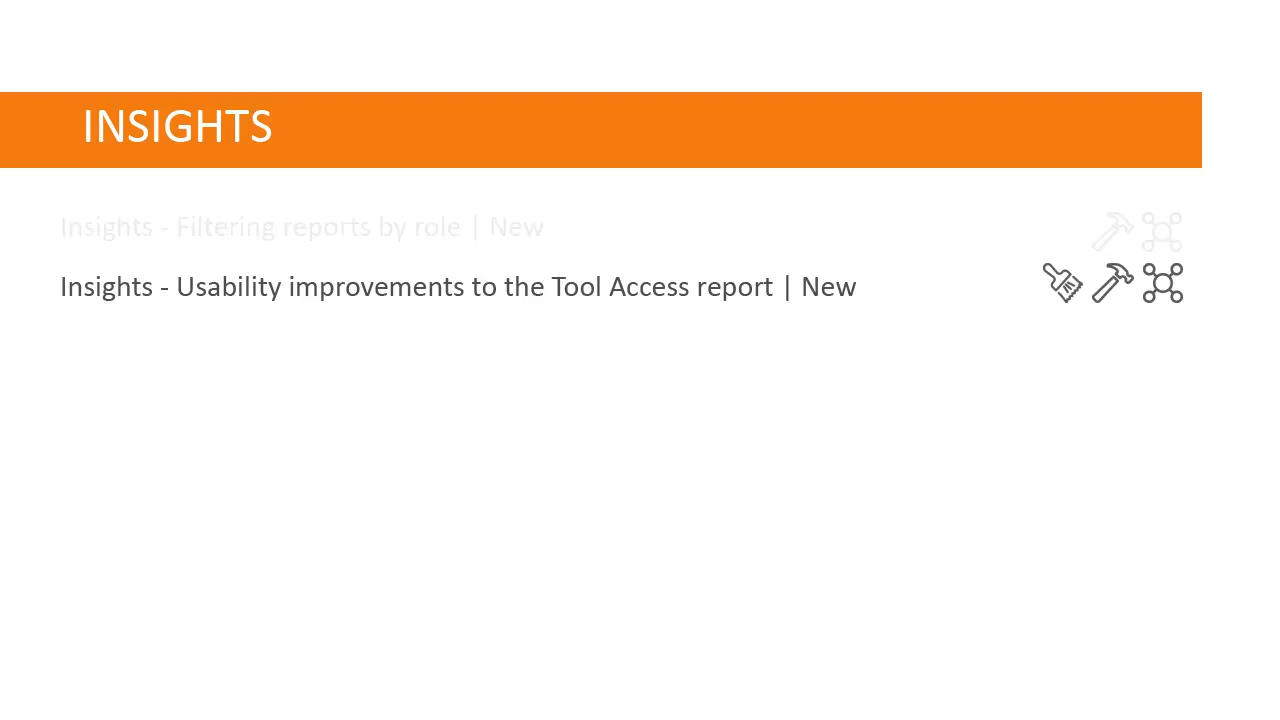 INSIGHTS
Insights - Filtering reports by role | New
Insights - Usability improvements to the Tool Access report | New